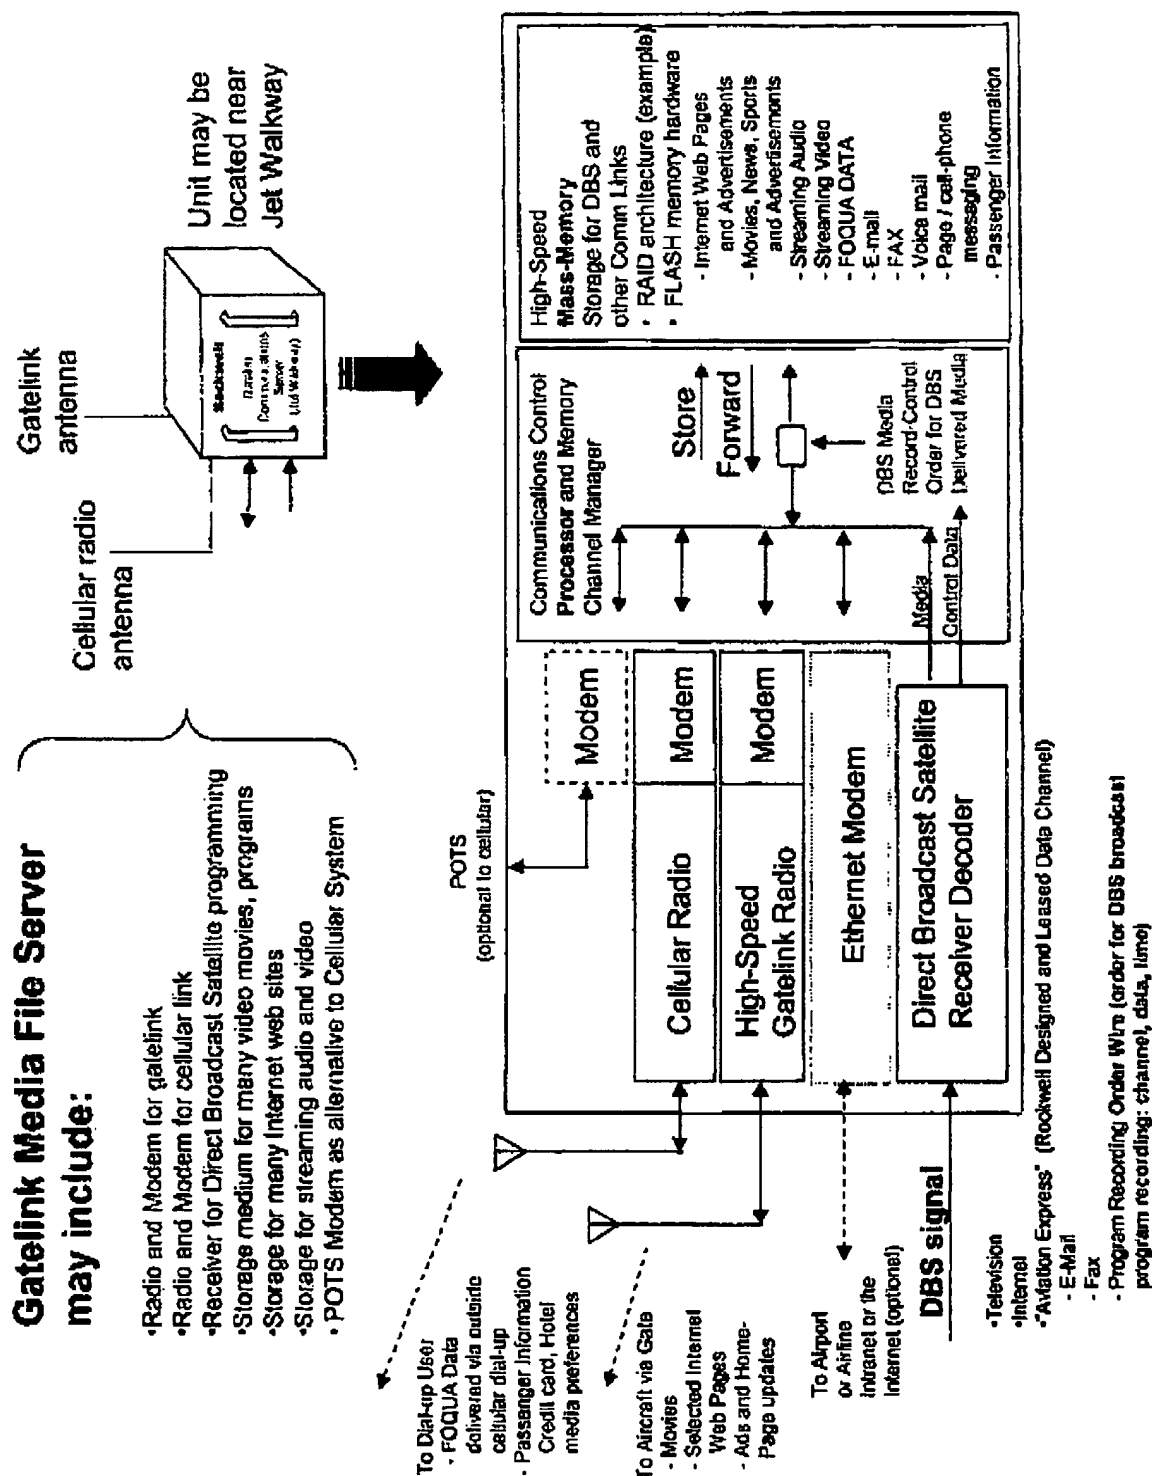 Gatelink Media File Server
may include:
•Radio and Modem for gatelink
•Radio and Modem for cellular link
•Receiver for Direct Broadcast Satellite programming
•Storage medium for many video movies, programs
•Storage for many Internet web sites
•Storage for streaming audio and video
• POTS Modem as alternative to Cellular System
Cellular radio
antenna
Gatelink
antenna
Rockwell
Server
Unit may be
located near
Jet Walkway
POTS
(optional to cellular)
Modem
Cellular Radio
Modem
High-Speed
Gatelink Radio
Modem
Ethernet Modem
Direct Broadcast Satellite
Receiver Decoder
Communications Control
Processor and Memory
Channel Manager
Store
Forward
DBS Media
Record-Control
Order for DBS
Delivered Media
Media
Control Data
High-Speed
Mass-Memory
Storage for DBS and
other Comm Links
• RAID architecture (example)
• FLASH memory hardware
- Internet Web Pages
and Advertisements
- Movies, News, Sports
and Advertisements
- Streaming Audio
- Streaming Video
- FOQUA DATA
- E-mail
- FAX
- Voice mail
- Page / cell-phone
messaging
- Passenger Information
To Dial-up User
- FOQUA Data
delivered via outside
cellular dial-up
- Passenger Information
Credit card, Hotel
media preferences
To Aircraft via Gate
- Movies
- Selected Internet
Web Pages
- Ads and Home-
Page updates
To Airport
or Airline
Intranet or the
Internet (optional)
DBS signal
•Television
•Internet
•"Aviation Express" (Rockwell Designed and Leased Data Channel)
- E-Mail
- Fax
- Program Recording Order Wire (order for DBS broadcast
program recording: channel, data, time)